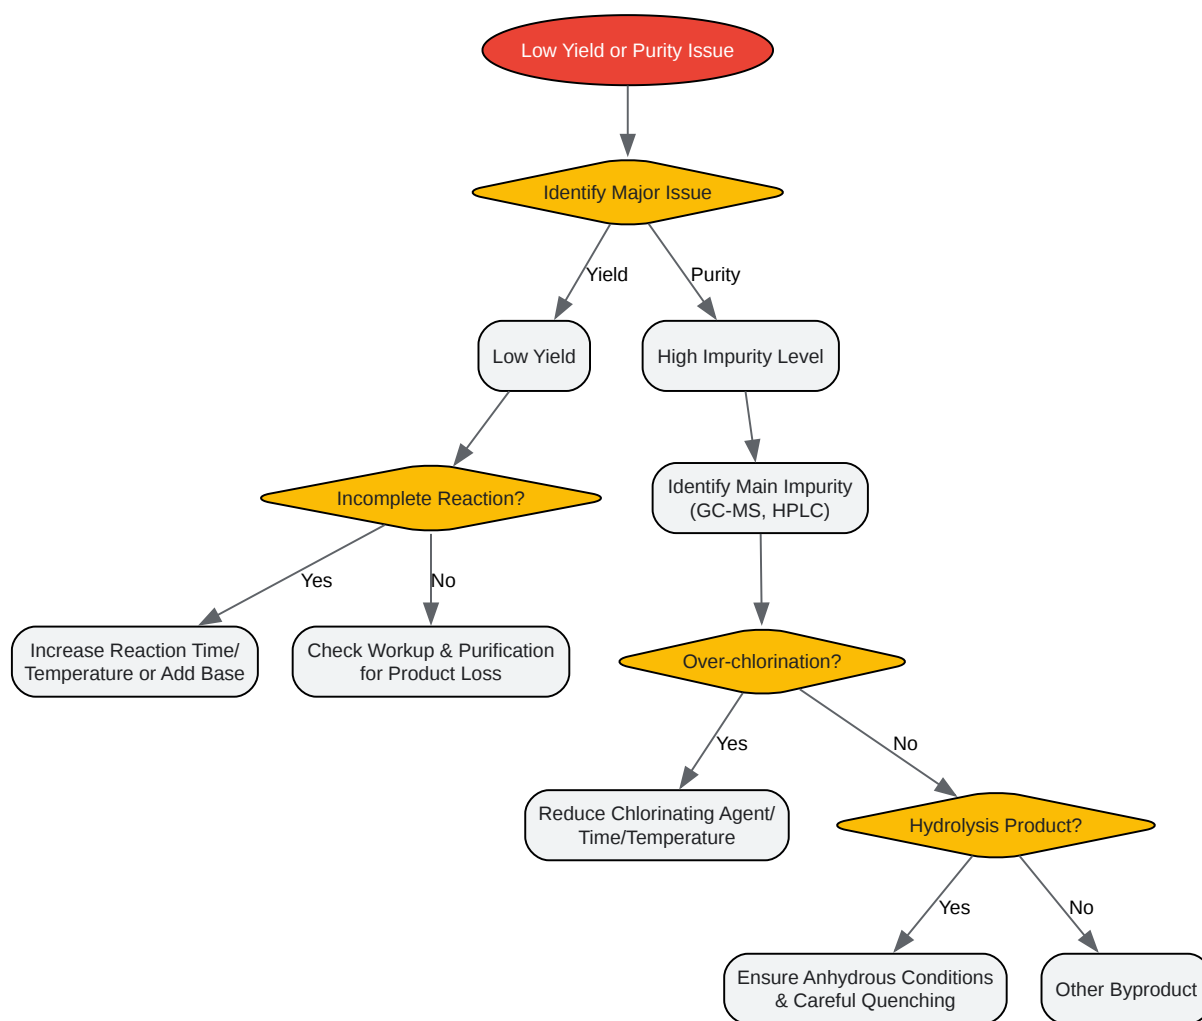 Low Yield or Purity Issue
Identify Major Issue
Yield
Purity
Low Yield
High Impurity Level
Identify Main Impurity
(GC-MS, HPLC)
Incomplete Reaction?
Yes
No
Increase Reaction Time/
Temperature or Add Base
Check Workup & Purification
for Product Loss
Over-chlorination?
Yes
No
Reduce Chlorinating Agent/
Time/Temperature
Hydrolysis Product?
Yes
No
Ensure Anhydrous Conditions
& Careful Quenching
Other Byproduct